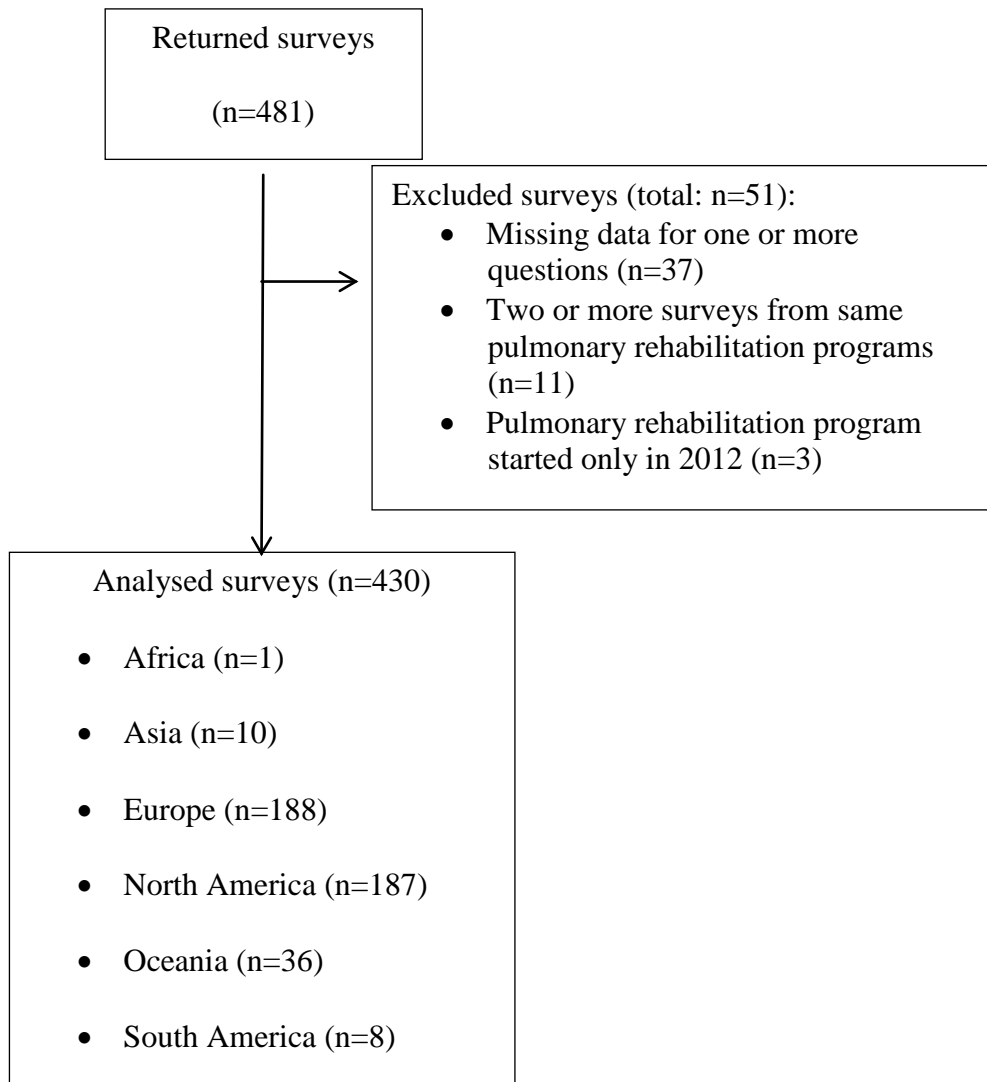 Returned surveys
(n=481)
Excluded surveys (total: n=51):
• Missing data for one or more
questions (n=37)
• Two or more surveys from same
pulmonary rehabilitation programs
(n=11)
• Pulmonary rehabilitation program
started only in 2012 (n=3)
Analysed surveys (n=430)
• Africa (n=1)
• Asia (n=10)
• Europe (n=188)
• North America (n=187)
• Oceania (n=36)
• South America (n=8)